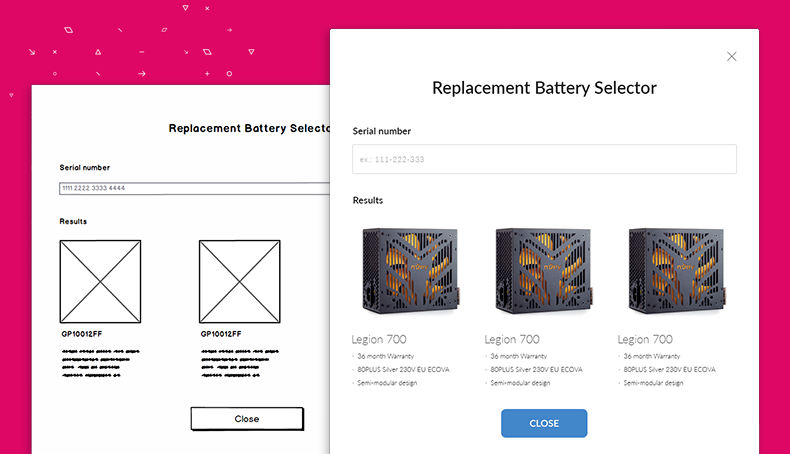 Replacement Battery Selecto
Serial number
1111 2222 3333 4444
Results
GP10012FF
GP10012FF
Close
Replacement Battery Selector
Serial number
ex.: 111-222-333
Results
Legion 700
36 month Warranty
80PLUS Silver 230V EU ECOVA
Semi-modular design
Legion 700
36 month Warranty
80PLUS Silver 230V EU ECOVA
Semi-modular design
Legion 700
36 month Warranty
80PLUS Silver 230V EU ECOVA
Semi-modular design
CLOSE